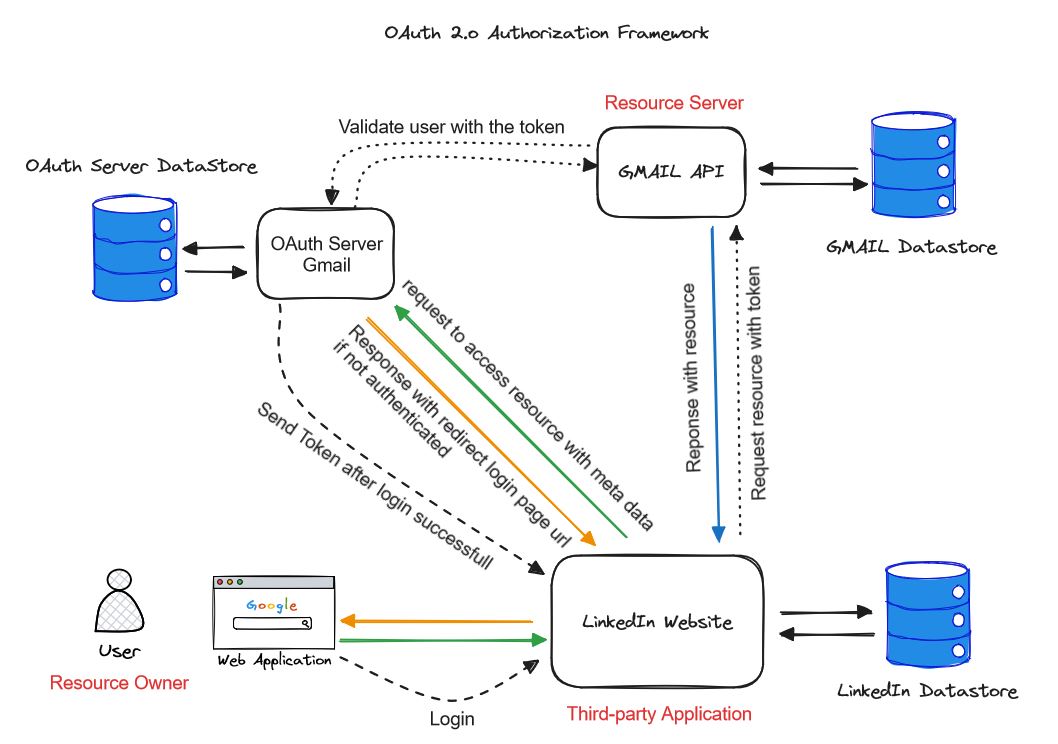 OAuth 2.0 Authorization Framework
Resource Server
Validate user with the token
GMAIL API
OAuth Server DataStore
OAuth Server
Gmail
GMAIL Datastore
request to access resource with meta data
Response with redirect login page url
if not authenticated
Send Token after login successfull
Reponse with resource
Request resource with token
Google
User
Web Application
Resource Owner
LinkedIn Website
LinkedIn Datastore
Login
Third-party Application